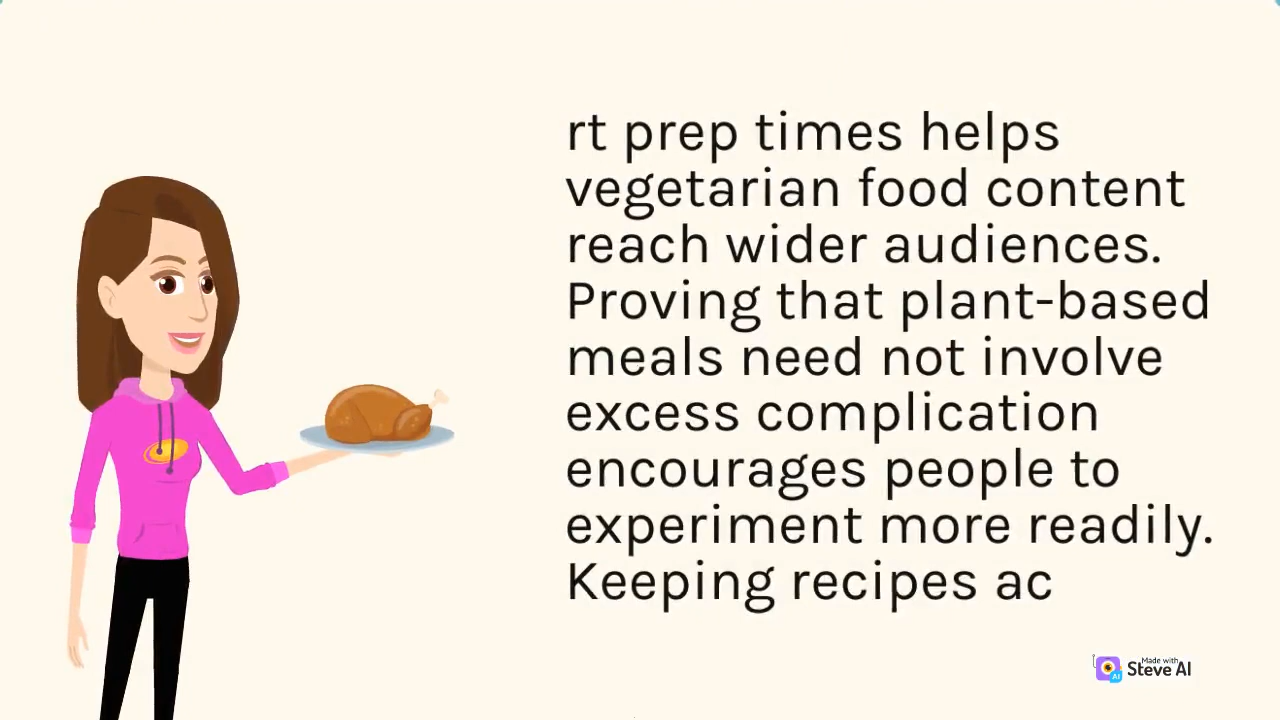 rt prep times helps
vegetarian food content
reach wider audiences.
Proving that plant-based
meals need not involve
excess complication
encourages people to
experiment more readily.
Keeping recipes ac
Made with
Steve AI
AI